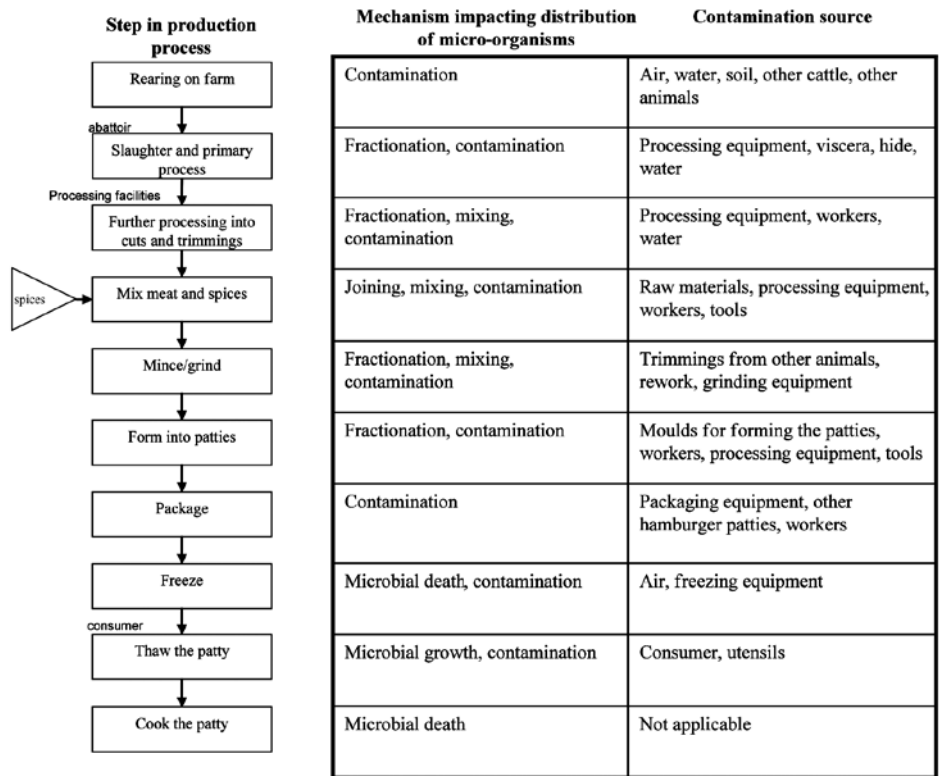 Step in production
process
Mechanism impacting distribution
of micro-organisms
Contamination source
Rearing on farm
Contamination
Air, water, soil, other cattle, other
animals
abattoir
Slaughter and primary
process
Fractionation, contamination
Processing equipment, viscera, hide,
water
Processing facilities
Further processing into
cuts and trimmings
Fractionation, mixing,
contamination
Processing equipment, workers,
water
spices
Mix meat and spices
Joining, mixing, contamination
Raw materials, processing equipment,
workers, tools
Mince/grind
Fractionation, mixing,
contamination
Trimmings from other animals,
rework, grinding equipment
Form into patties
Fractionation, contamination
Moulds for forming the patties,
workers, processing equipment, tools
Package
Contamination
Packaging equipment, other
hamburger patties, workers
Freeze
Microbial death, contamination
Air, freezing equipment
consumer
Thaw the patty
Microbial growth, contamination
Consumer, utensils
Cook the patty
Microbial death
Not applicable